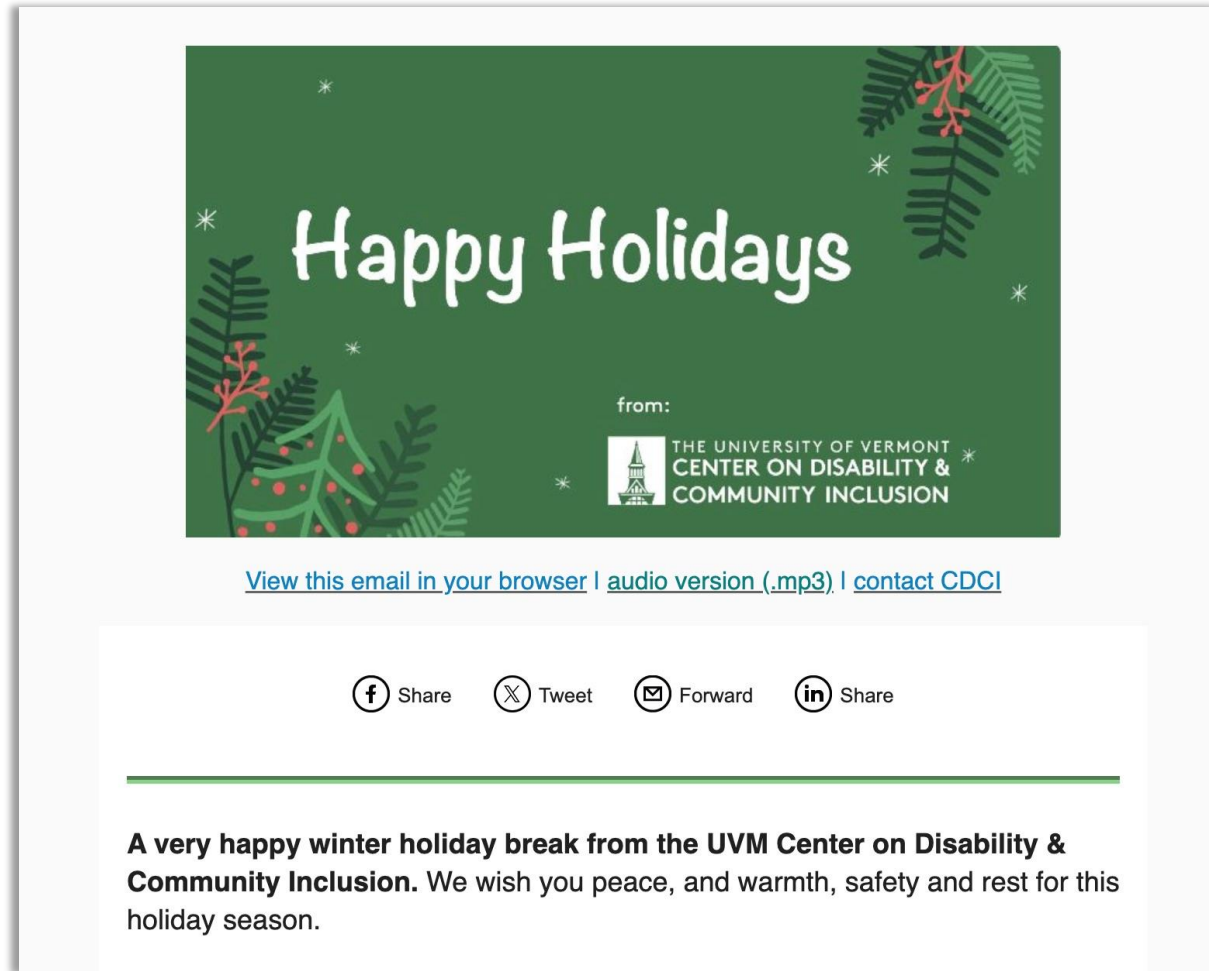 Happy Holidays
from:
THE UNIVERSITY OF VERMONT
CENTER ON DISABILITY &
COMMUNITY INCLUSION
View this email in your browser | audio version (.mp3) | contact CDCI
Share Tweet Forward Share
A very happy winter holiday break from the UVM Center on Disability &
Community Inclusion. We wish you peace, and warmth, safety and rest for this
holiday season.